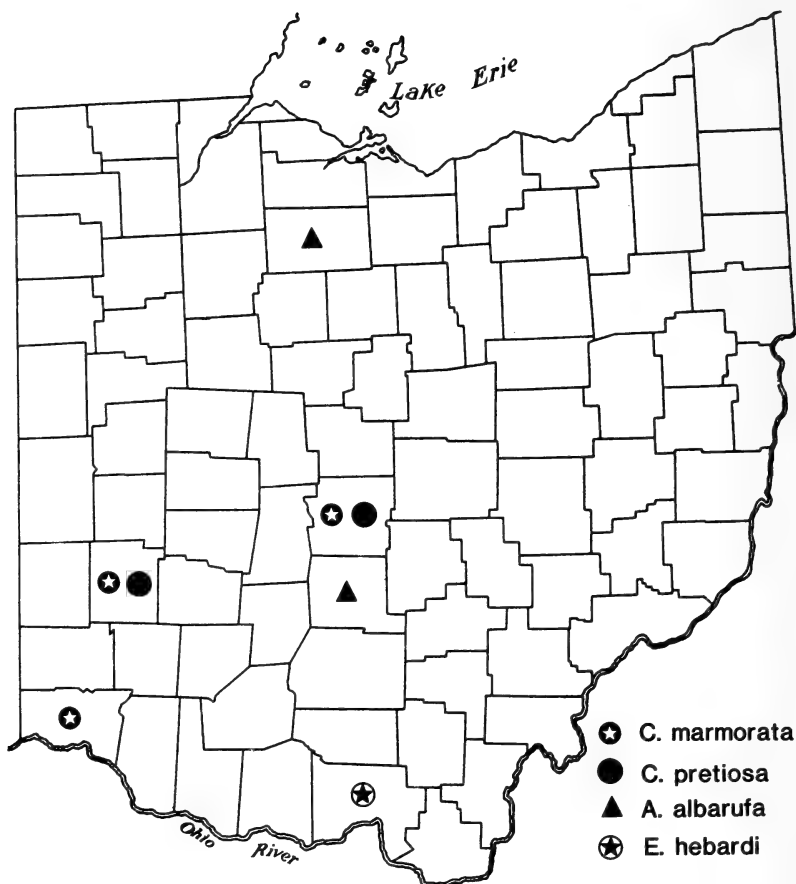 Lake Erie
C. marmorata
C. pretiosa
A. albarufa
E. hebardi
Ohio River